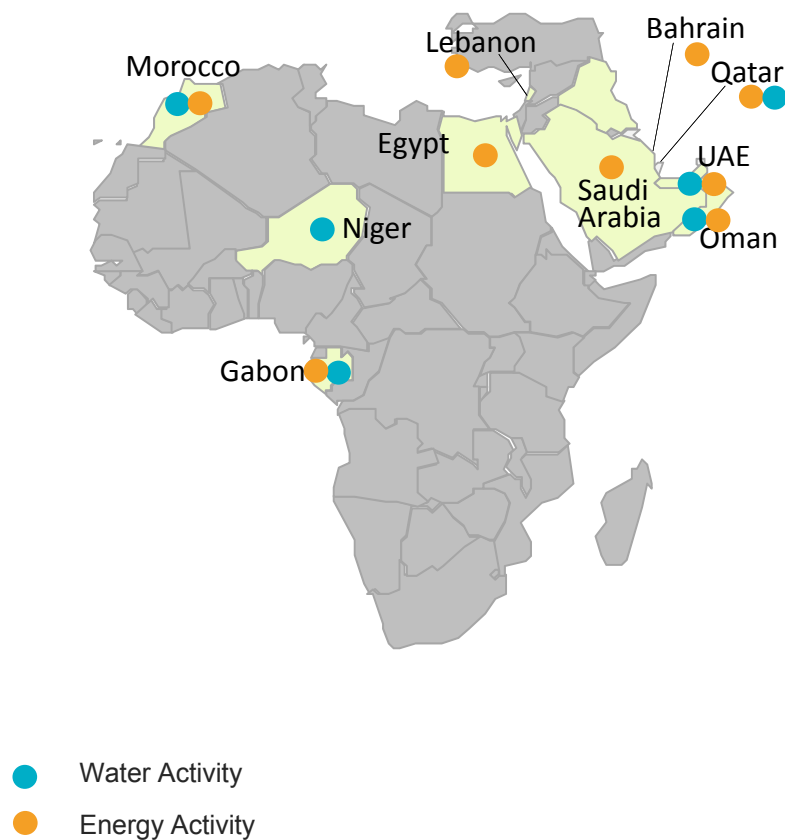 Bahrain
Lebanon
Morocco
Qatar
Egypt
UAE
Saudi
Arabia
Niger
Oman
Gabon
Water Activity
Energy Activity